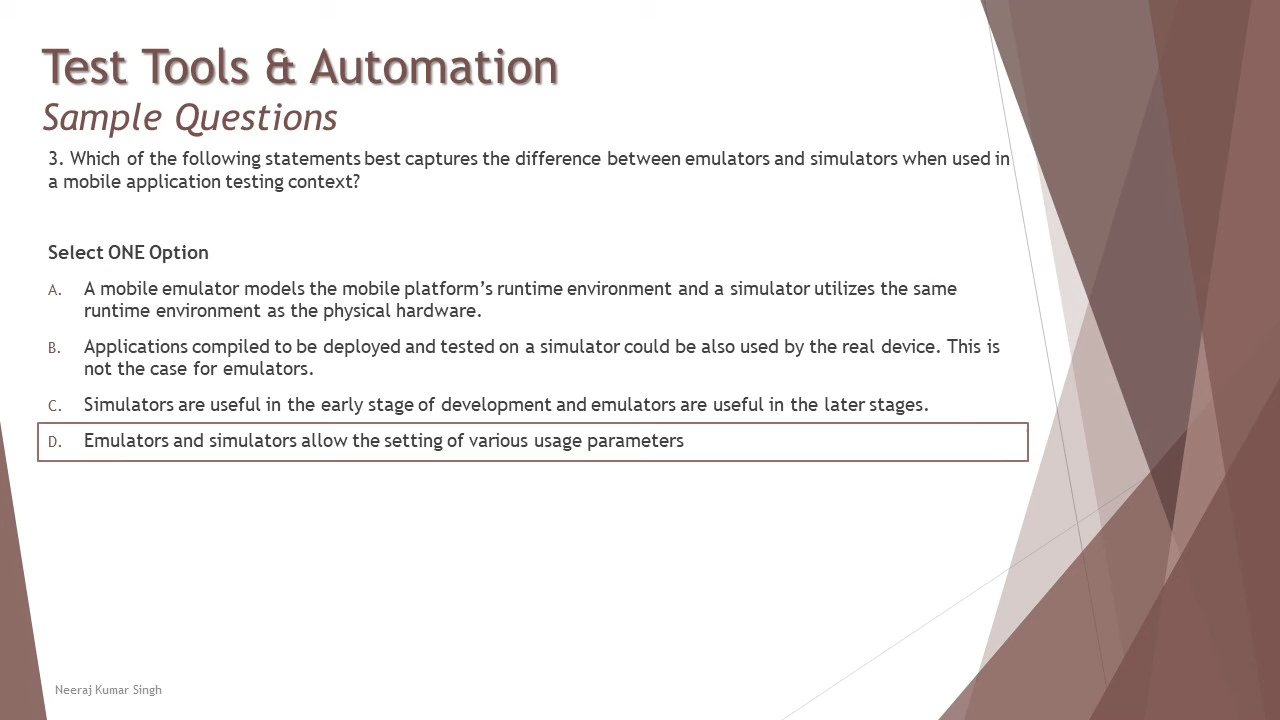 Test Tools & Automation
Sample Questions
3. Which of the following statements best captures the difference between emulators and simulators when used in
a mobile application testing context?
Select ONE Option
A. A mobile emulator models the mobile platform’s runtime environment and a simulator utilizes the same
runtime environment as the physical hardware.
B. Applications compiled to be deployed and tested on a simulator could be also used by the real device. This is
not the case for emulators.
C. Simulators are useful in the early stage of development and emulators are useful in the later stages.
D. Emulators and simulators allow the setting of various usage parameters
Neeraj Kumar Singh